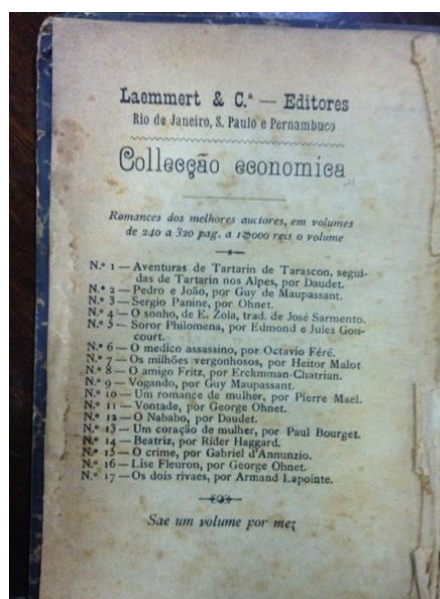 Laemmert & C.ª — Editores
Rio de Janeiro, S. Paulo e Pernambuco
Collecção economica
Romances dos melhores auctores, em volumes
de 240 a 320 pag. a 1$000 reis o volume
N.º 1 — Aventuras de Tartarin de Tarascon, segui-
das de Tartarin nos Alpes, por Daudet.
N.º 2 — Pedro e João, por Guy de Maupassant.
N.º 3 — Sergio Panine, por Ohnet.
N.º 4 — O sonho, de E. Zola, trad. de José Sarmento.
N.º 5 — Soror Philomena, por Edmond e Jules Gon-
court.
N.º 6 — O medico assassino, por Octavio Féré.
N.º 7 — Os milhões vergonhosos, por Heitor Malot
N.º 8 — O amigo Fritz, por Erckmman-Chatrian.
N.º 9 — Vogando, por Guy Maupassant.
N.º 10 — Um romance de mulher, por Pierre Mael.
N.º 11 — Vontade, por George Ohnet.
N.º 12 — O Nababo, por Daudet.
N.º 13 — Um coração de mulher, por Paul Bourget.
N.º 14 — Beatriz, por Rider Haggard.
N.º 15 — O crime, por Gabriel d'Annunzio.
N.º 16 — Lise Fleuron, por George Ohnet.
N.º 17 — Os dois rivaes, por Armand Lapointe.
Sae um volume por mez